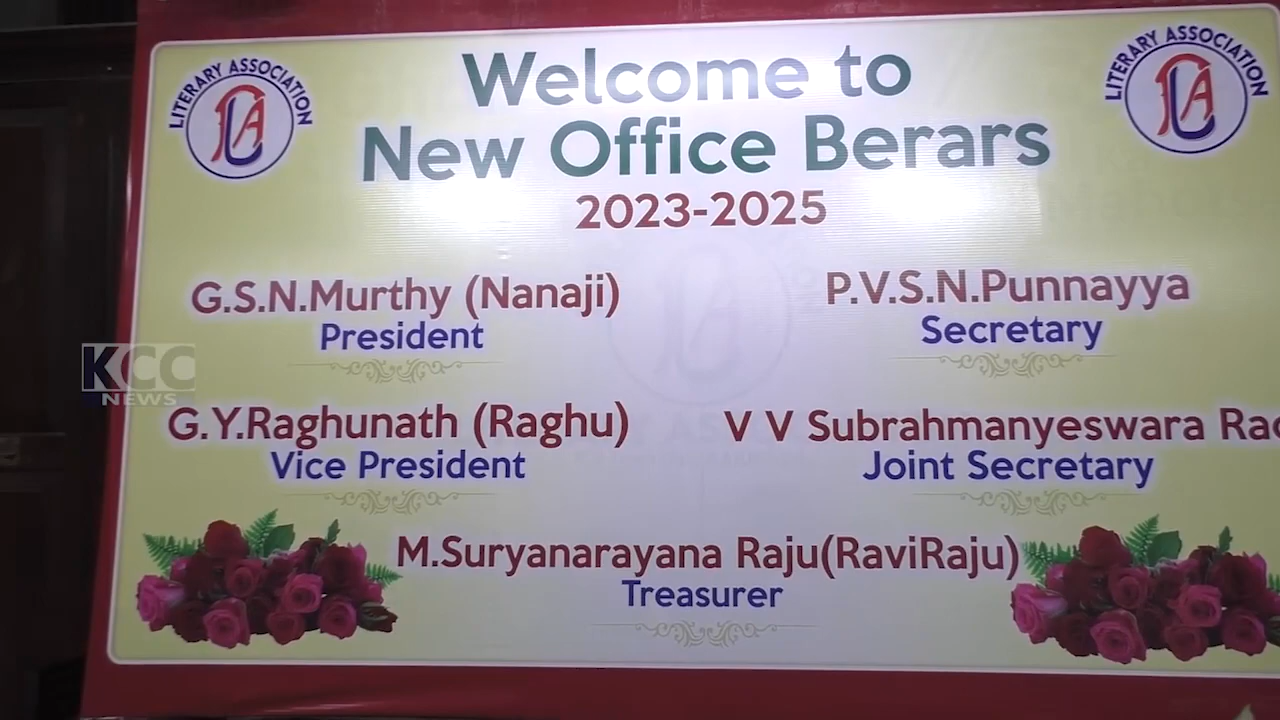 LITERARY ASSOCIATION
LITERARY ASSOCIATION
Welcome to
New Office Berars
2023-2025
G.S.N.Murthy (Nanaji)
President
P.V.S.N.Punnayya
Secretary
KCC
NEWS
G.Y.Raghunath (Raghu)
Vice President
V V Subrahmanyeswara
Joint Secretary
M.Suryanarayana Raju(RaviRaju)
Treasurer